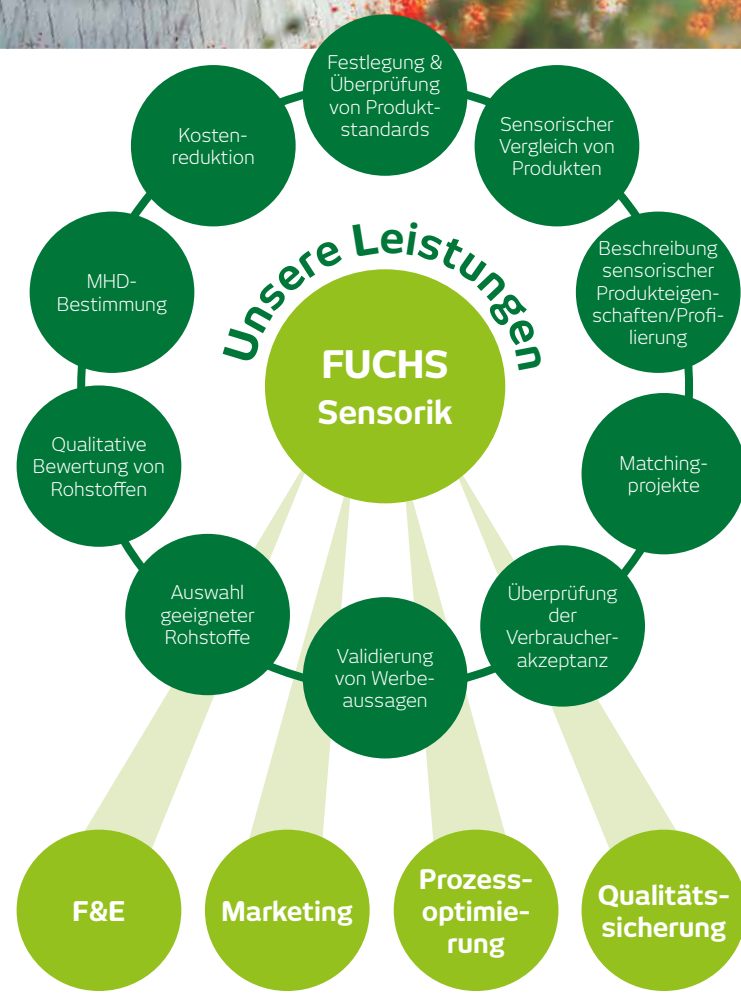 Festlegung &
Überprüfung
von Produkt-
standards
Sensorischer
Vergleich von
Produkten
Beschreibung
sensorischer
Produkteigen-
schaften/Profi-
lierung
Matching-
projekte
Überprüfung
der
Verbraucher-
akzeptanz
Validierung
von Werbe-
aussagen
Auswahl
geeigneter
Rohstoffe
Qualitative
Bewertung von
Rohstoffen
MHD-
Bestimmung
Kosten-
reduktion
Unsere Leistungen
FUCHS
Sensorik
F&E
Marketing
Prozess-
optimie-
rung
Qualitäts-
sicherung